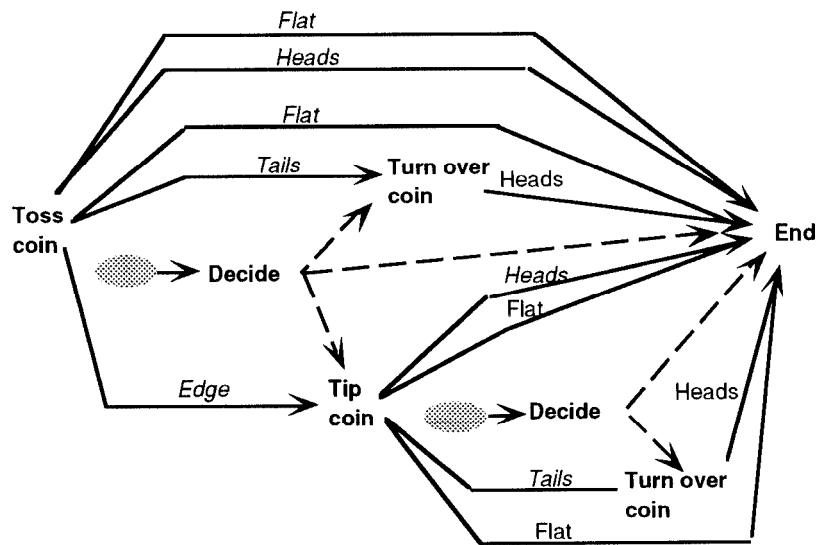 Flat
Heads
Flat
Tails
Turn over
coin
Heads
Toss
coin
End
Decide
Heads
Flat
Edge
Tip
coin
Decide
Heads
Tails
Turn over
coin
Flat